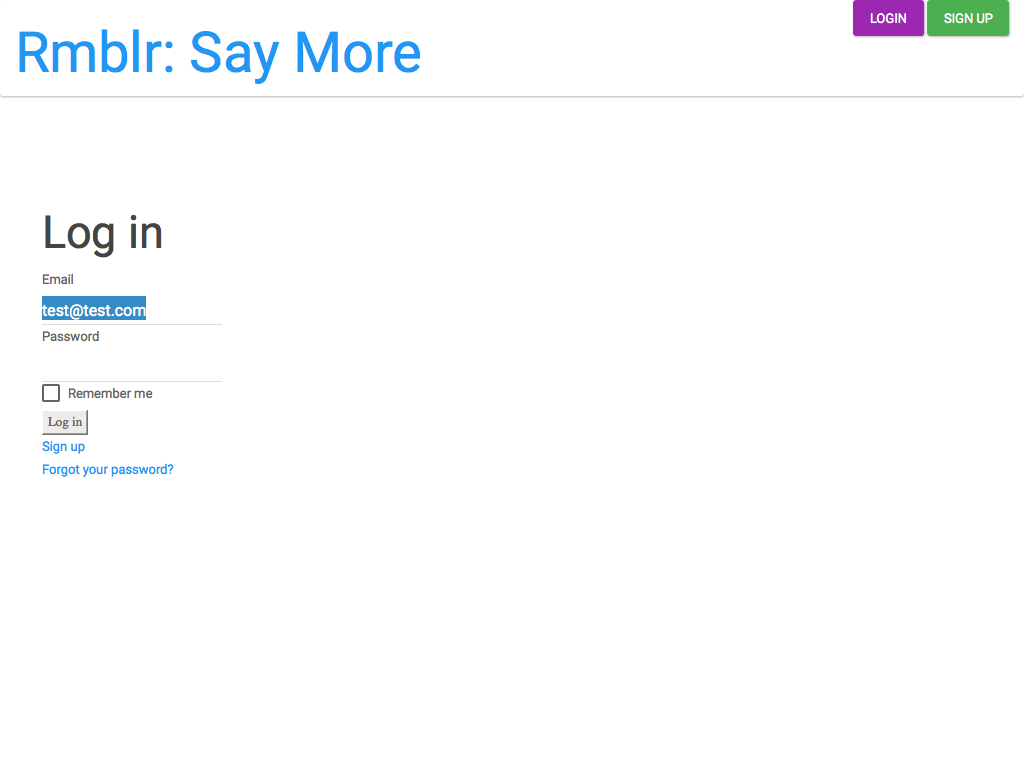 Rmblr: Say More
LOGIN
SIGN UP
Log in
Email
test@test.com
Password
Remember me
Log in
Sign up
Forgot your password?